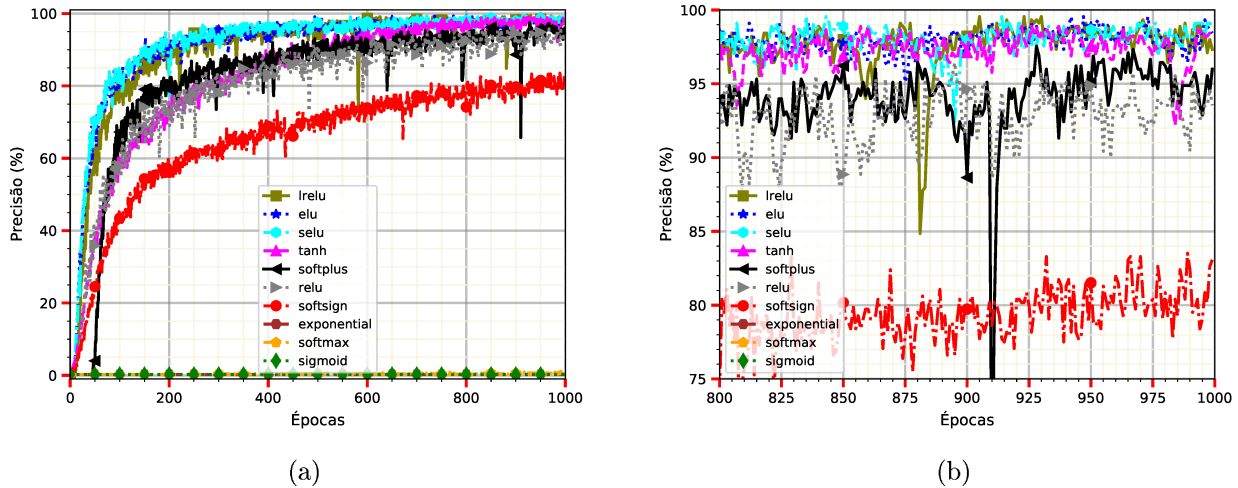 100
80
60
40
20
0
Precisão (%)
0
200
400
600
800
1000
Épocas
lrelu
elu
selu
tanh
softplus
relu
softsign
exponential
softmax
sigmoid
(a)
100
95
90
85
80
75
Precisão (%)
800
825
850
875
900
925
950
975
1000
Épocas
lrelu
elu
selu
tanh
softplus
relu
softsign
exponential
softmax
sigmoid
(b)